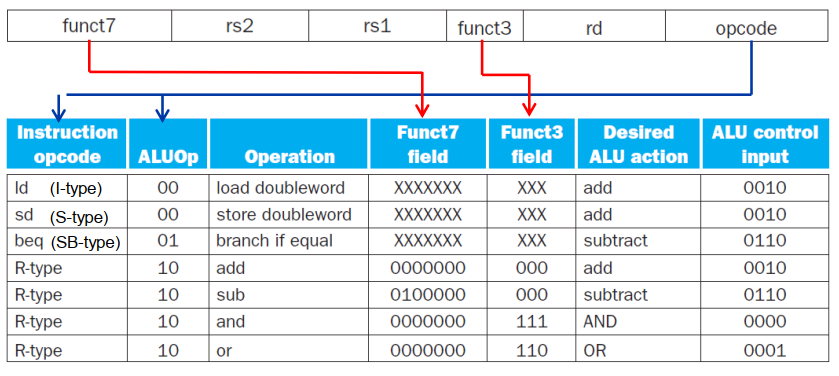 funct7 rs2 rs1 funct3 rd opcode
Instruction opcode ALUOp Operation Funct7 field Funct3 field Desired ALU action ALU control input
ld (I-type) 00 load doubleword XXXXXXX XXX add 0010
sd (S-type) 00 store doubleword XXXXXXX XXX add 0010
beq (SB-type) 01 branch if equal XXXXXXX XXX subtract 0110
R-type 10 add 0000000 000 add 0010
R-type 10 sub 0100000 000 subtract 0110
R-type 10 and 0000000 111 AND 0000
R-type 10 or 0000000 110 OR 0001